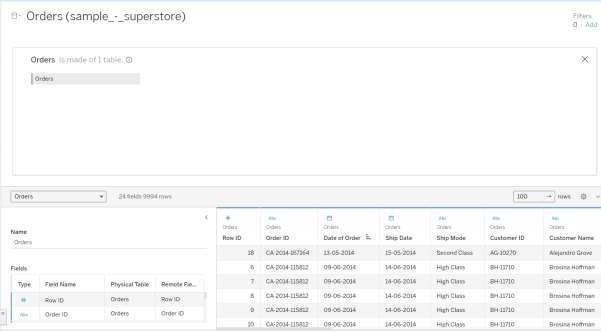 Orders (sample_-_superstore)
Filters
0 | Add
Orders is made of 1 table.
Orders
Orders 24 fields 9994 rows 100 → rows
Name
Orders
Fields
Type Field Name Physical Table Remote Fie...
# Row ID Orders Row ID
Abc Order ID Orders Order ID
# Abc Abc Abc Abc
Orders Orders Orders Orders Orders Orders Orders
Row ID Order ID Date of Order Ship Date Ship Mode Customer ID Customer Name
18 CA-2014-167164 13-05-2014 15-05-2014 Second Class AG-10270 Alejandro Grove
6 CA-2014-115812 09-06-2014 14-06-2014 High Class BH-11710 Brosina Hoffman
7 CA-2014-115812 09-06-2014 14-06-2014 High Class BH-11710 Brosina Hoffman
8 CA-2014-115812 09-06-2014 14-06-2014 High Class BH-11710 Brosina Hoffman
9 CA-2014-115812 09-06-2014 14-06-2014 High Class BH-11710 Brosina Hoffman
10 CA-2014-115812 09-06-2014 14-06-2014 High Class BH-11710 Brosina Hoffman